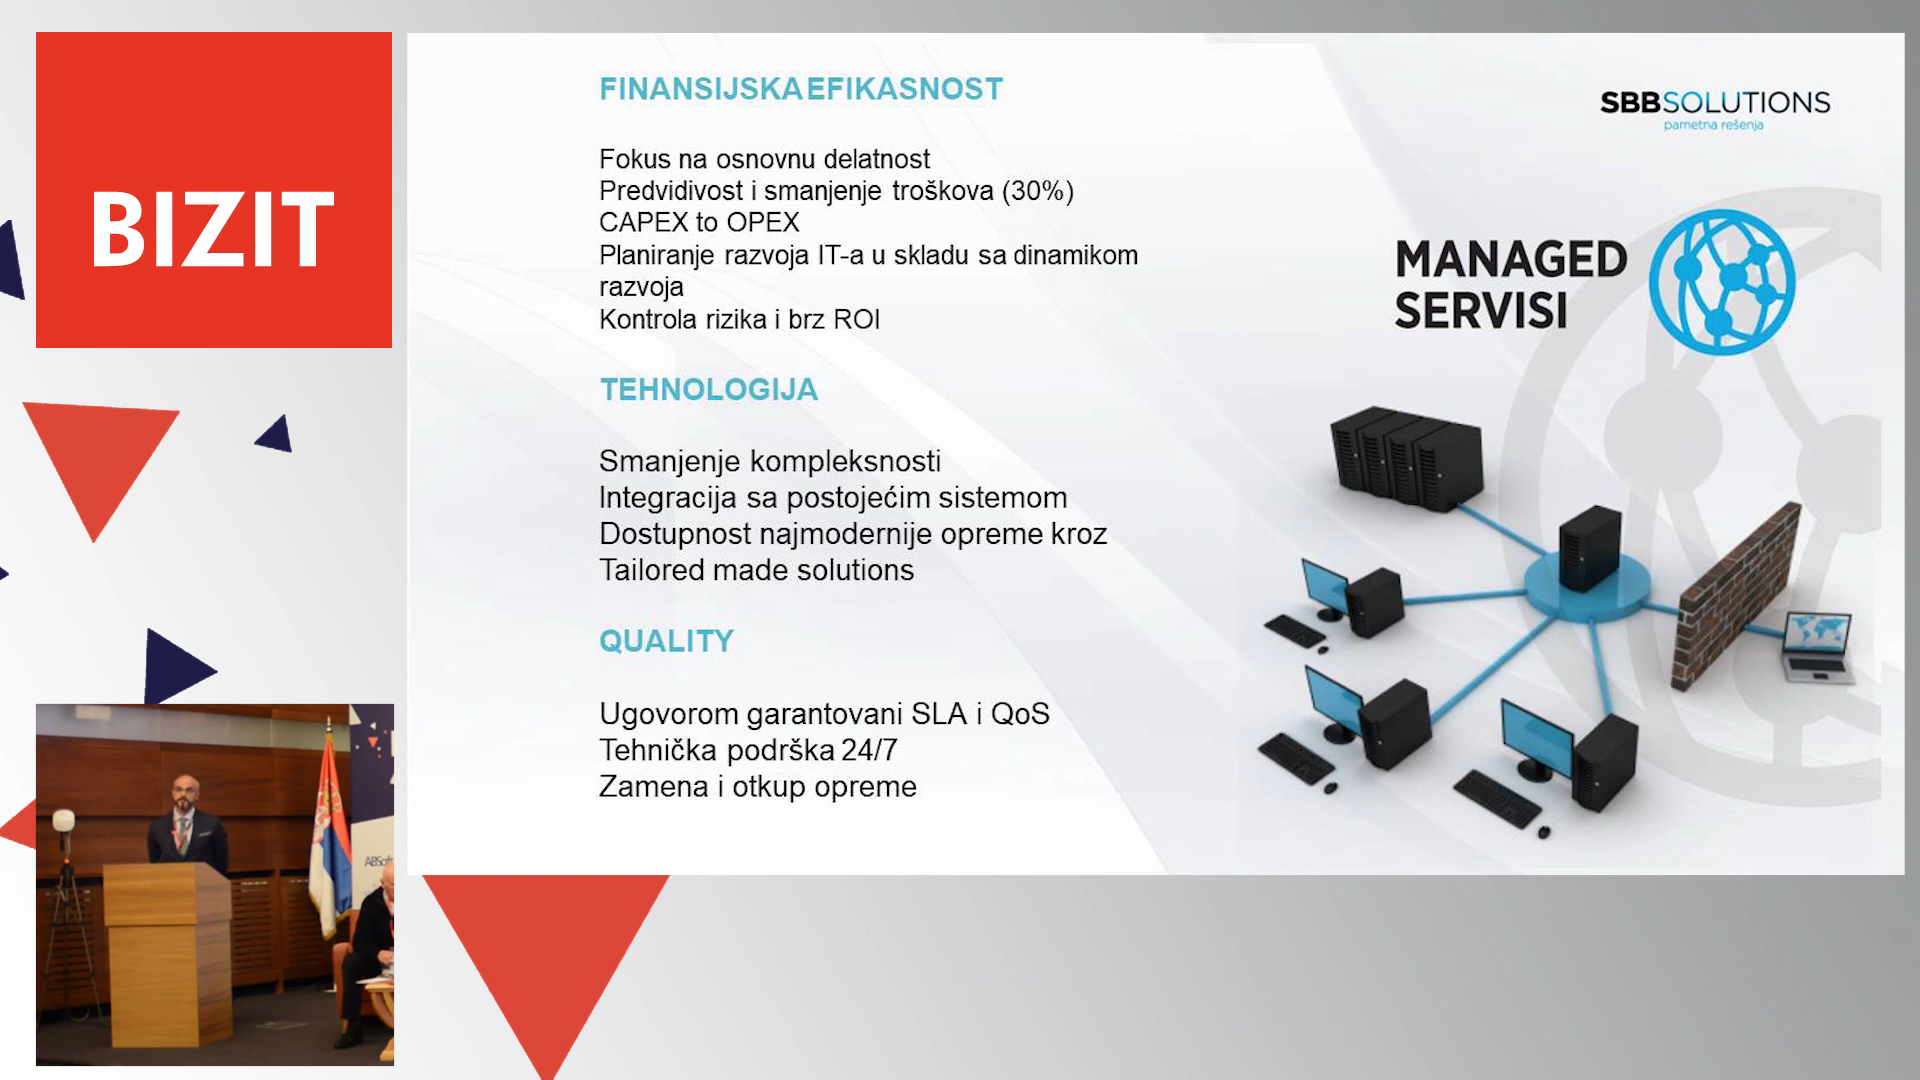 BIZIT
FINANSIJSKA EFIKASNOST
Fokus na osnovnu delatnost
Predvidivost i smanjenje troškova (30%)
CAPEX to OPEX
Planiranje razvoja IT-a u skladu sa dinamikom
razvoja
Kontrola rizika i brz ROI
TEHNOLOGIJA
Smanjenje kompleksnosti
Integracija sa postojećim sistemom
Dostupnost najmodernije opreme kroz
Tailored made solutions
QUALITY
Ugovorom garantovani SLA i QoS
Tehnička podrška 24/7
Zamena i otkup opreme
SBBSOLUTIONS
pametna rešenja
MANAGED
SERVISI